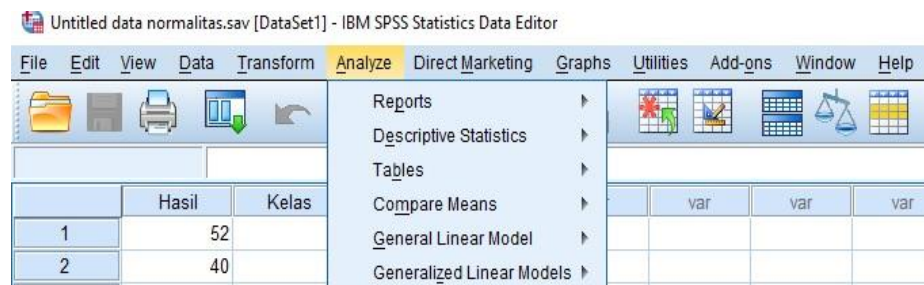 Untitled data normalitas.sav [DataSet1] - IBM SPSS Statistics Data Editor
File Edit View Data Transform Analyze Direct Marketing Graphs Utilities Add-ons Window Help
Reports
Descriptive Statistics
Tables
Compare Means
General Linear Model
Generalized Linear Models
Hasil Kelas var var var
1 52
2 40